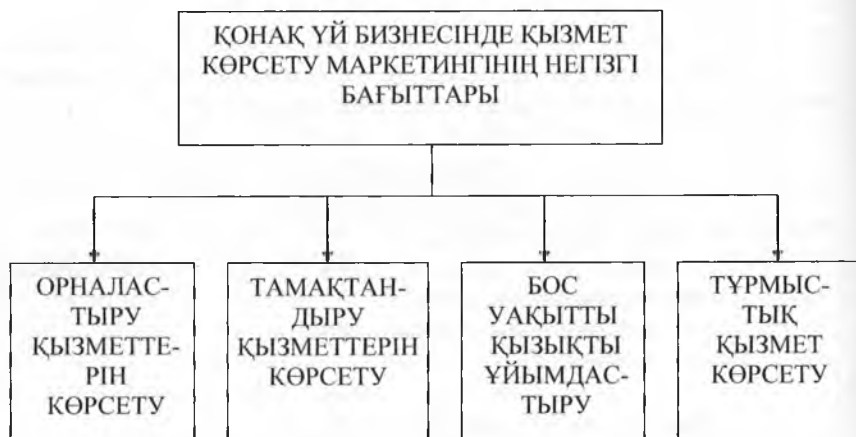 ҚОНАҚ ҮЙ БИЗНЕСІНДЕ ҚЫЗМЕТ
КӨРСЕТУ МАРКЕТИНГІНІҢ НЕГІЗГІ
БАҒЫТТАРЫ
ОРНАЛАС-
ТЫРУ
ҚЫЗМЕТТЕ-
РІН
КӨРСЕТУ
ТАМАҚТАН-
ДЫРУ
ҚЫЗМЕТТЕРІН
КӨРСЕТУ
БОС
УАҚЫТТЫ
ҚЫЗЫҚТЫ
ҰЙЫМДАС-
ТЫРУ
ТҰРМЫС-
ТЫҚ
ҚЫЗМЕТ
КӨРСЕТУ